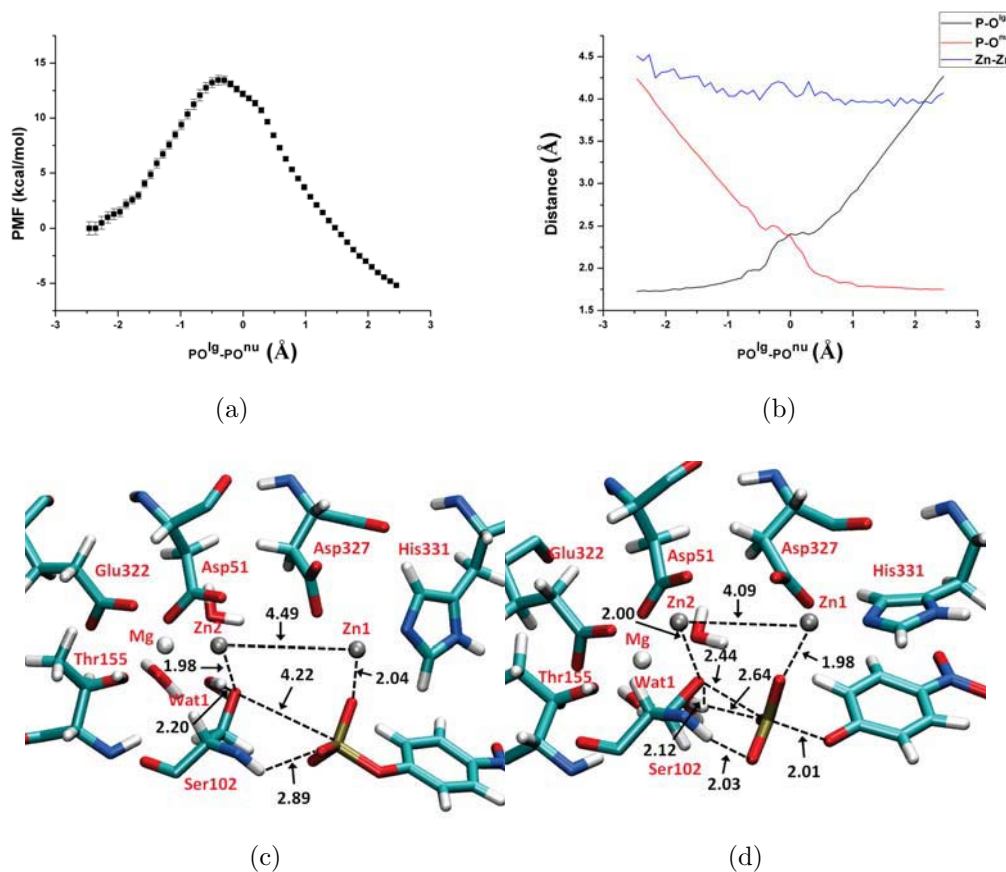 15
10
5
0
-5
-3 -2 -1 0 1 2 3
PMF (kcal/mol)
PO^lg-PO^nu (Å)
(a)
P-O^lg
P-O^nu
Zn-Zn
4.5
4.0
3.5
3.0
2.5
2.0
1.5
-3 -2 -1 0 1 2 3
Distance (Å)
PO^lg-PO^nu (Å)
(b)
Glu322
Asp51
Asp327
His331
Mg
Zn2
4.49
Zn1
Thr155
1.98
Wat1
4.22
2.04
2.20
Ser102
2.89
(c)
Glu322
Asp51
Asp327
His331
2.00
Zn2
4.09
Zn1
Mg
Thr155
Wat1
2.44
2.64
1.98
2.12
Ser102
2.03
2.01
(d)